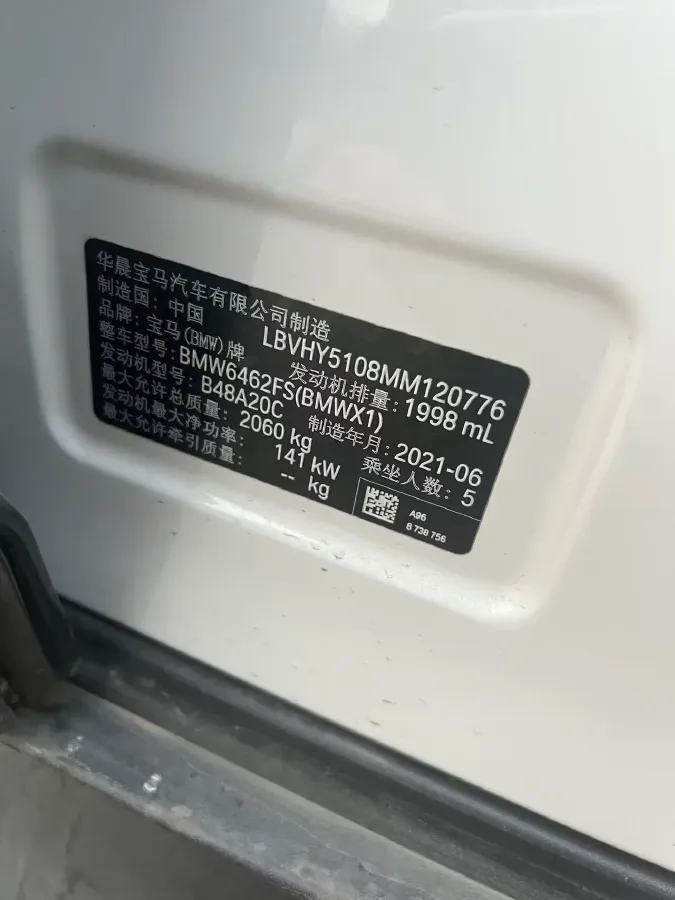 华晨宝马汽车有限公司制造
制造国：中国 LBVHY5108MM120776
品牌：宝马(BMW)牌 发动机排量：1998 mL
整车型号：BMW6462FS(BMWX1)
发动机型号：B48A20C 制造年月：2021-06
最大允许总质量：2060 kg 乘坐人数：5
发动机最大净功率：141 kW
最大允许牵引质量：-- kg
A96
8 738 756